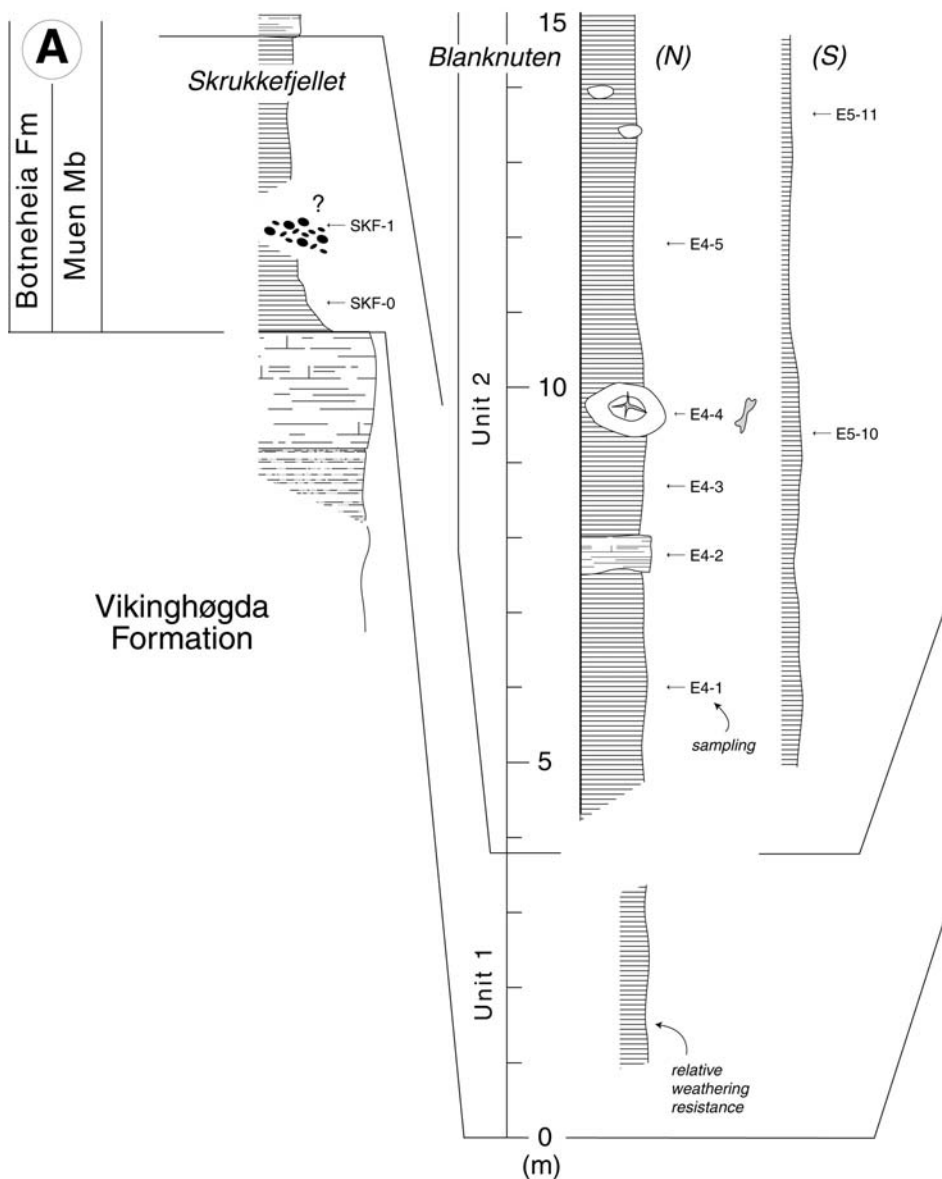 A
Botneheia Fm
Muen Mb
Skrukkefjellet
?
SKF-1
SKF-0
Vikinghøgda
Formation
Blanknuten
(N)
(S)
15
E5-11
E4-5
Unit 2
10
E4-4
E5-10
E4-3
E4-2
E4-1
sampling
5
Unit 1
relative
weathering
resistance
0
(m)